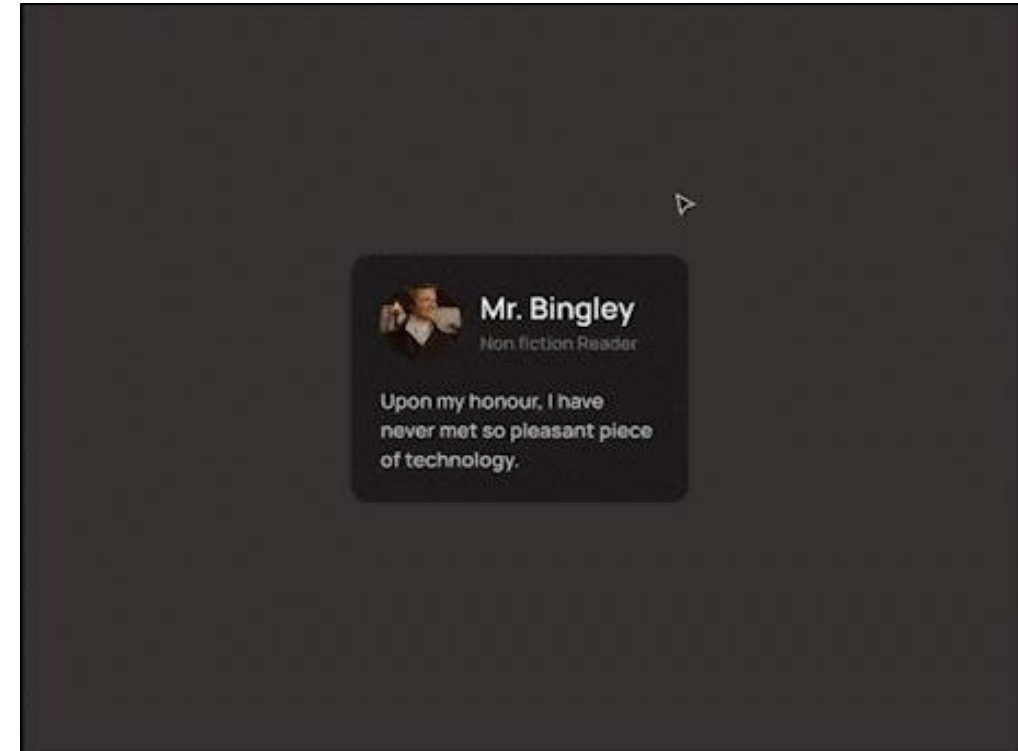 Mr. Bingley
Non fiction Reader
Upon my honour, I have
never met so pleasant piece
of technology.